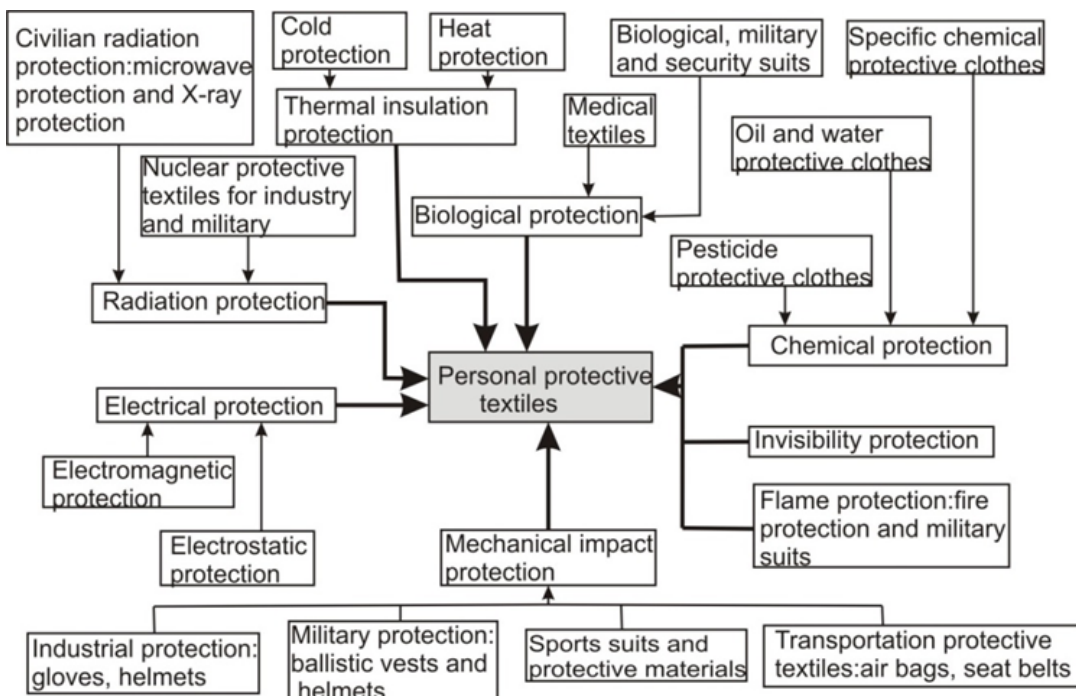 Civilian radiation
protection:microwave
protection and X-ray
protection
Cold
protection
Heat
protection
Biological, military
and security suits
Specific chemical
protective clothes
Thermal insulation
protection
Medical
textiles
Oil and water
protective clothes
Nuclear protective
textiles for industry
and military
Biological protection
Pesticide
protective clothes
Radiation protection
Chemical protection
Personal protective
textiles
Electrical protection
Invisibility protection
Electromagnetic
protection
Flame protection:fire
protection and military
suits
Electrostatic
protection
Mechanical impact
protection
Industrial protection:
gloves, helmets
Military protection:
ballistic vests and
helmets
Sports suits and
protective materials
Transportation protective
textiles:air bags, seat belts